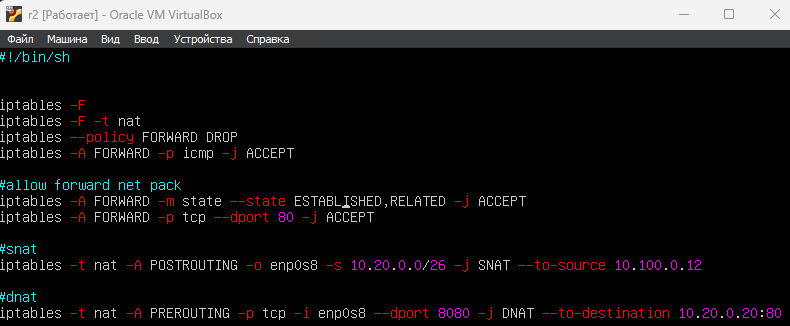 r2 [Работает] - Oracle VM VirtualBox
Файл Машина Вид Ввод Устройства Справка
#!/bin/sh
iptables -F
iptables -F -t nat
iptables --policy FORWARD DROP
iptables -A FORWARD -p icmp -j ACCEPT
#allow forward net pack
iptables -A FORWARD -m state --state ESTABLISHED,RELATED -j ACCEPT
iptables -A FORWARD -p tcp --dport 80 -j ACCEPT
#snat
iptables -t nat -A POSTROUTING -o enp0s8 -s 10.20.0.0/26 -j SNAT --to-source 10.100.0.12
#dnat
iptables -t nat -A PREROUTING -p tcp -i enp0s8 --dport 8080 -j DNAT --to-destination 10.20.0.20:80